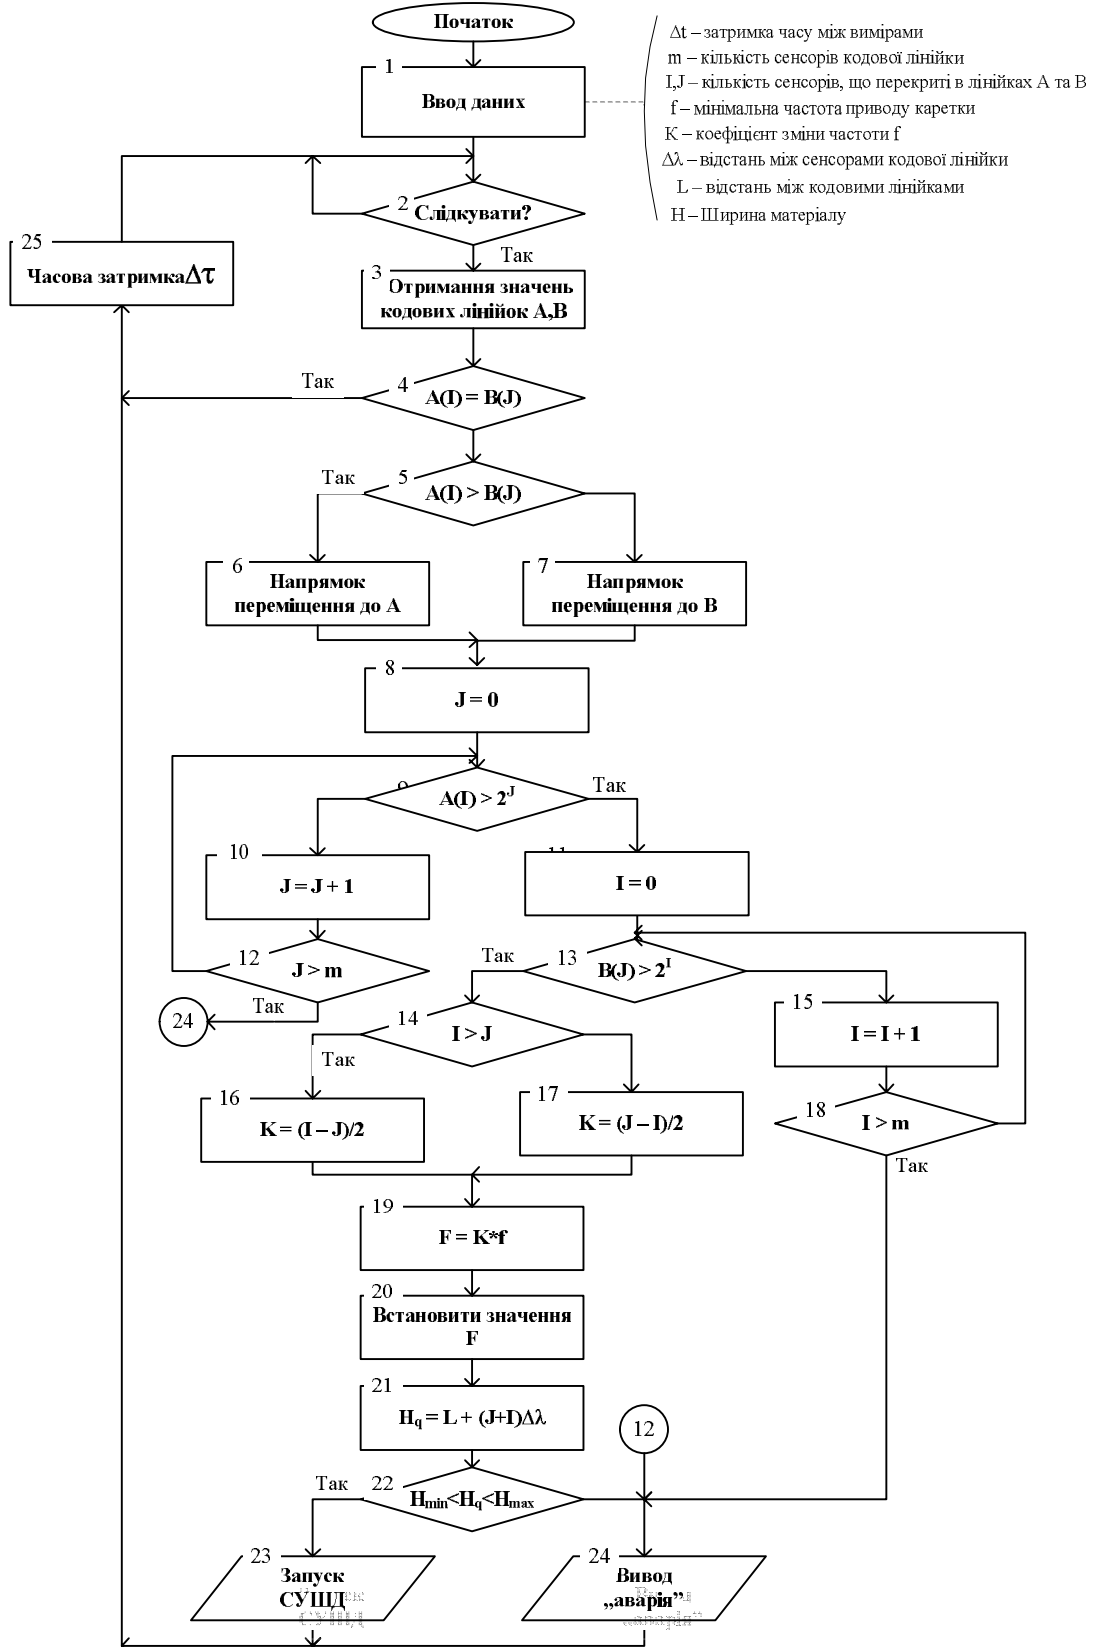 Початок
1
Ввод даних
Δt – затримка часу між вимірами
m – кількість сенсорів кодової лінійки
I,J – кількість сенсорів, що перекриті в лінійках А та В
f – мінімальна частота приводу каретки
К – коефіцієнт зміни частоти f
Δλ – відстань між сенсорами кодової лінійки
L – відстань між кодовими лінійками
Н – Ширина матеріалу
2
Слідкувати?
Так
25
Часова затримка Δτ
3
Отримання значень
кодових лінійок А,В
Так
4
A(I) = B(J)
Так
5
A(I) > B(J)
6
Напрямок
переміщення до А
7
Напрямок
переміщення до В
8
J = 0
9
A(I) > 2^J
Так
10
J = J + 1
11
I = 0
12
J > m
Так
24
13
B(J) > 2^I
Так
14
I > J
Так
15
I = I + 1
16
K = (I – J)/2
17
K = (J – I)/2
18
I > m
Так
19
F = K*f
20
Встановити значення
F
21
Hq = L + (J+I)Δλ
12
22
Hmin<Hq<Hmax
Так
23
Запуск
СУШД
24
Вивод
„аварія”